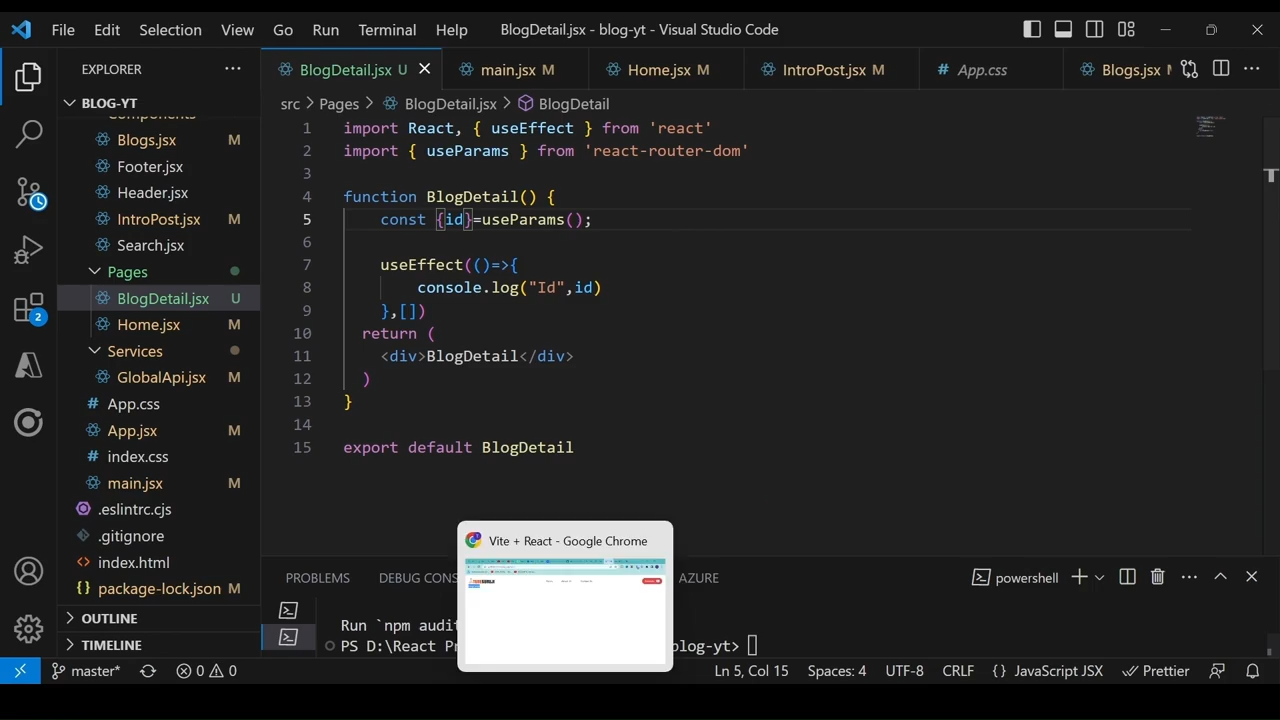 File Edit Selection View Go Run Terminal Help BlogDetail.jsx - blog-yt - Visual Studio Code
EXPLORER
BlogDetail.jsx U
main.jsx M
Home.jsx M
IntroPost.jsx M
# App.css
Blogs.jsx
src > Pages > BlogDetail.jsx > BlogDetail
BLOG-YT
Blogs.jsx M
Footer.jsx
Header.jsx
IntroPost.jsx M
Search.jsx
Pages
BlogDetail.jsx U
Home.jsx M
Services
GlobalApi.jsx M
# App.css
App.jsx M
# index.css
main.jsx M
.eslintrc.cjs
.gitignore
<> index.html
{} package-lock.json M
OUTLINE
TIMELINE
2
1 import React, { useEffect } from 'react'
2 import { useParams } from 'react-router-dom'
3
4 function BlogDetail() {
5 const {id}=useParams();
6
7 useEffect(()=>{
8 console.log("Id",id)
9 },[])
10 return (
11 <div>BlogDetail</div>
12 )
13 }
14
15 export default BlogDetail
Vite + React - Google Chrome
PROBLEMS DEBUG CONS AZURE
powershell
Run `npm audi
PS D:\React Pr
blog-yt>
master* 0 0 Ln 5, Col 15 Spaces: 4 UTF-8 CRLF {} JavaScript JSX Prettier